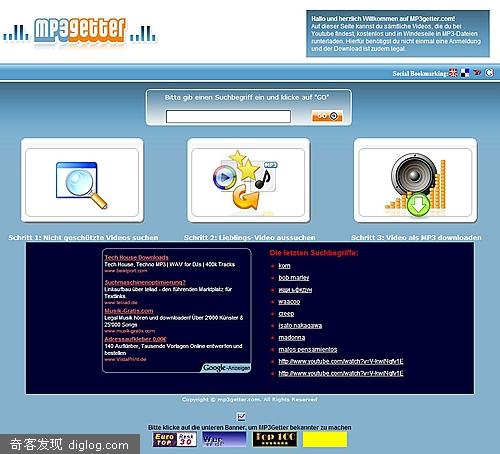 mp3getter
Hallo und herzlich Willkommen auf MP3getter.com!
Auf dieser Seite kannst du sämtliche Videos, die du bei
Youtube findest, kostenlos und in Windeseile in MP3-Dateien
runterladen. Hierfür benötigst du nicht einmal eine Anmeldung
und der Download ist zudem legal.
Social Bookmarking:
Bitte gib einen Suchbegriff ein und klicke auf "GO"
GO
MP3
Schritt 1: Nicht geschützte Videos suchen
Schritt 2: Lieblings-Video aussuchen
Schritt 3: Video als MP3 downloaden
Tech House Downloads
Tech House, Techno MP3 | WAV for DJs | 400k Tracks
www.beatport.com
Suchmaschinenoptimierung?
Linkaufbau über teliad - den führenden Marktplatz für
Textlinks.
www.teliad.de
Musik-Gratis.com
Legal Musik hören und downloaden! Über 2'000 Künstler &
25'000 Songs
www.musik-gratis.com
Adressaufkleber 0,00€
140 Aufkleber, Tausende Vorlagen Online entwerfen und
bestellen
www.VistaPrint.de
Google-Anzeigen
Die letzten Suchbegriffe:
korn
bob marley
waacoo
creep
isato nakagawa
madonna
malos pensamientos
http://www.youtube.com/watch?v=V-kwiNqfv1E
http://www.youtube.com/watch?v=V-kwiNqfv1E
Copyright © mp3getter.com. All Rights Reserved
Bitte klicke auf die unteren Banner, um MP3Getter bekannter zu machen
Euro TOP Rank 30
Top 100
奇客发现 diglog.com